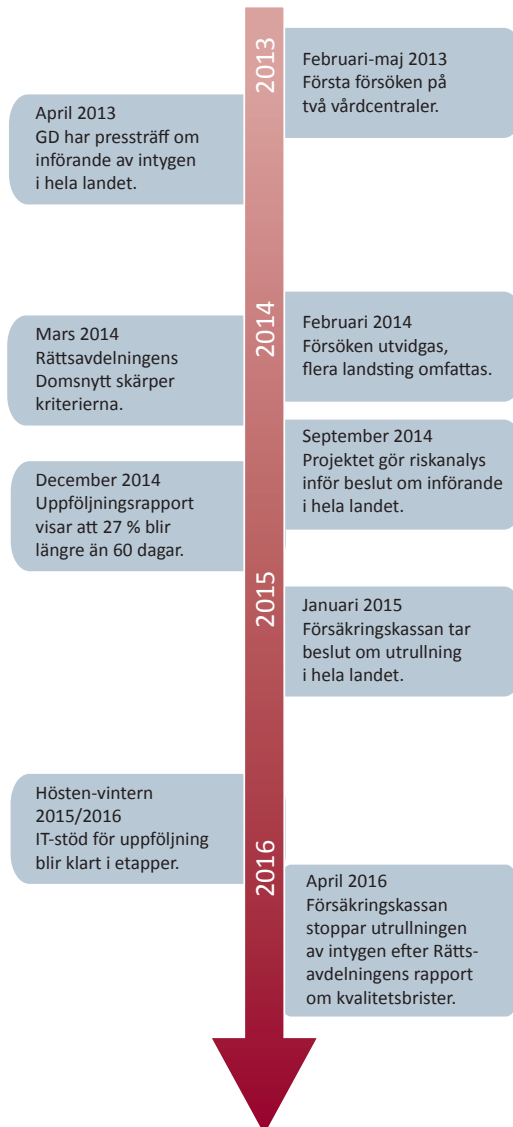 2013
Februari-maj 2013
Första försöken på
två vårdcentraler.
April 2013
GD har pressträff om
införande av intygen
i hela landet.
2014
Februari 2014
Försöken utvidgas,
flera landsting omfattas.
Mars 2014
Rättsavdelningens
Domsnytt skärper
kriterierna.
September 2014
Projektet gör riskanalys
inför beslut om införande
i hela landet.
December 2014
Uppföljningsrapport
visar att 27 % blir
längre än 60 dagar.
2015
Januari 2015
Försäkringskassan tar
beslut om utrullning
i hela landet.
Hösten-vintern
2015/2016
IT-stöd för uppföljning
blir klart i etapper.
2016
April 2016
Försäkringskassan
stoppar utrullningen
av intygen efter Rätts-
avdelningens rapport
om kvalitetsbrister.